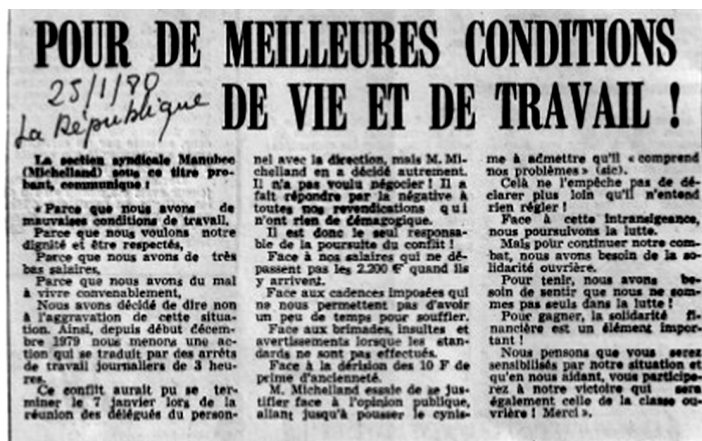 POUR DE MEILLEURES CONDITIONS
DE VIE ET DE TRAVAIL !
25/1/80
La République
La section syndicale Manubec
(Michelland) sous ce titre pro-
bant, communique :
« Parce que nous avons de
mauvaises conditions de travail,
Parce que nous voulons notre
dignité et être respectés,
Parce que nous avons de très
bas salaires,
Parce que nous avons du mal
à vivre convenablement,
Nous avons décidé de dire non
à l'aggravation de cette situa-
tion. Ainsi, depuis début décem-
bre 1979 nous menons une ac-
tion qui se traduit par des arrêts
de travail journaliers de 3 heu-
res.
Ce conflit aurait pu se ter-
miner le 7 janvier lors de la
réunion des délégués du person-
nel avec la direction, mais M. Mi-
chelland en a décidé autrement.
Il n'a pas voulu négocier ! Il a
fait répondre par la négative à
toutes nos revendications qui
n'ont rien de démagogique.
Il est donc le seul responsa-
ble de la poursuite du conflit !
Face à nos salaires qui ne dé-
passent pas les 2.200 F quand ils
y arrivent.
Face aux cadences imposées qui
ne nous permettent pas d'avoir
un peu de temps pour souffler.
Face aux brimades, insultes et
avertissements lorsque les stan-
dards ne sont pas effectués.
Face à la dérision des 10 F de
prime d'ancienneté.
M. Michelland essaie de se jus-
tifier face à l'opinion publique,
allant jusqu'à pousser le cynis-
me à admettre qu'il « comprend
nos problèmes » (sic).
Celà ne l'empêche pas de dé-
clarer plus loin qu'il n'entend
rien régler !
Face à cette intransigeance,
nous poursuivons la lutte.
Mais pour continuer notre com-
bat, nous avons besoin de la so-
lidarité ouvrière.
Pour tenir, nous avons be-
soin de sentir que nous ne som-
mes pas seuls dans la lutte !
Pour gagner, la solidarité fi-
nancière est un élément impor-
tant !
Nous pensons que vous serez
sensibilisés par notre situation et
qu'en nous aidant, vous participe-
rez à notre victoire qui sera
également celle de la classe ou-
vrière ! Merci ».